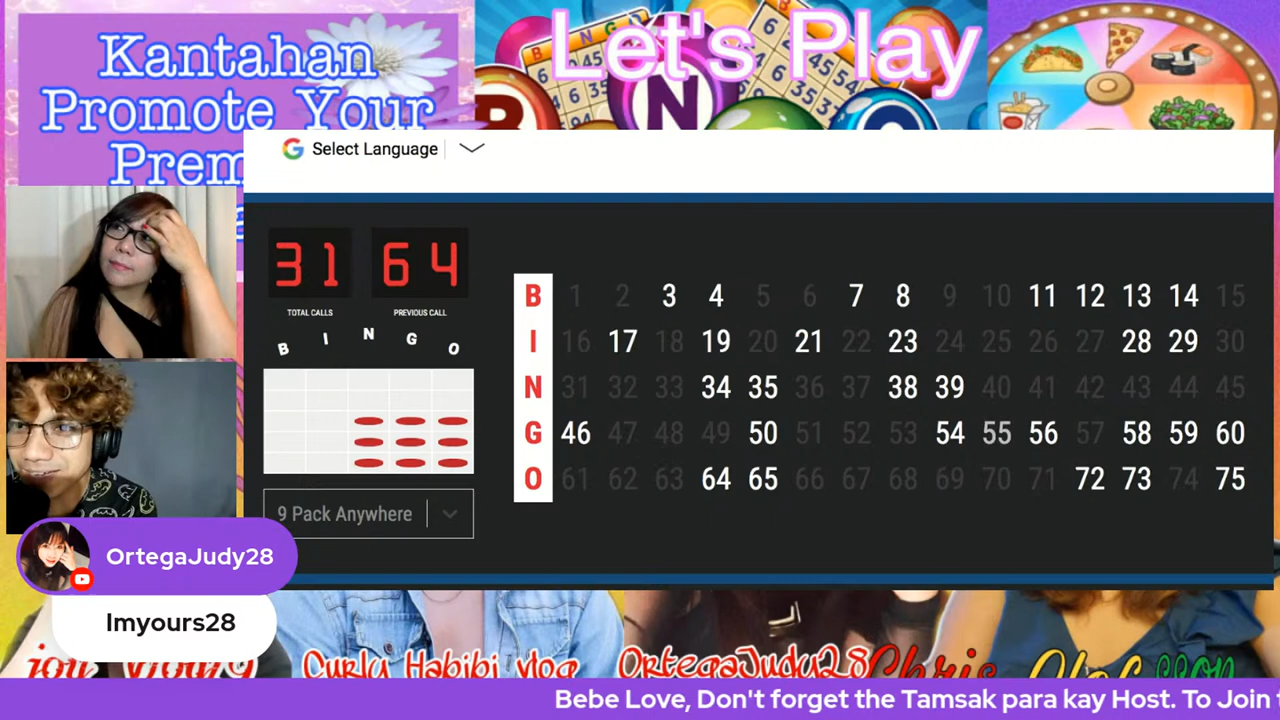 Kantahan
Promote Your
Prem
Let's Play
B N O
Select Language
31 64
TOTAL CALLS PREVIOUS CALL
B I N G O
9 Pack Anywhere
B 1 2 3 4 5 6 7 8 9 10 11 12 13 14 15
I 16 17 18 19 20 21 22 23 24 25 26 27 28 29 30
N 31 32 33 34 35 36 37 38 39 40 41 42 43 44 45
G 46 47 48 49 50 51 52 53 54 55 56 57 58 59 60
O 61 62 63 64 65 66 67 68 69 70 71 72 73 74 75
OrtegaJudy28
Imyours28
Curly Habibi vlog
OrtegaJudy28
Chris
Bebe Love, Don't forget the Tamsak para kay Host. To Join